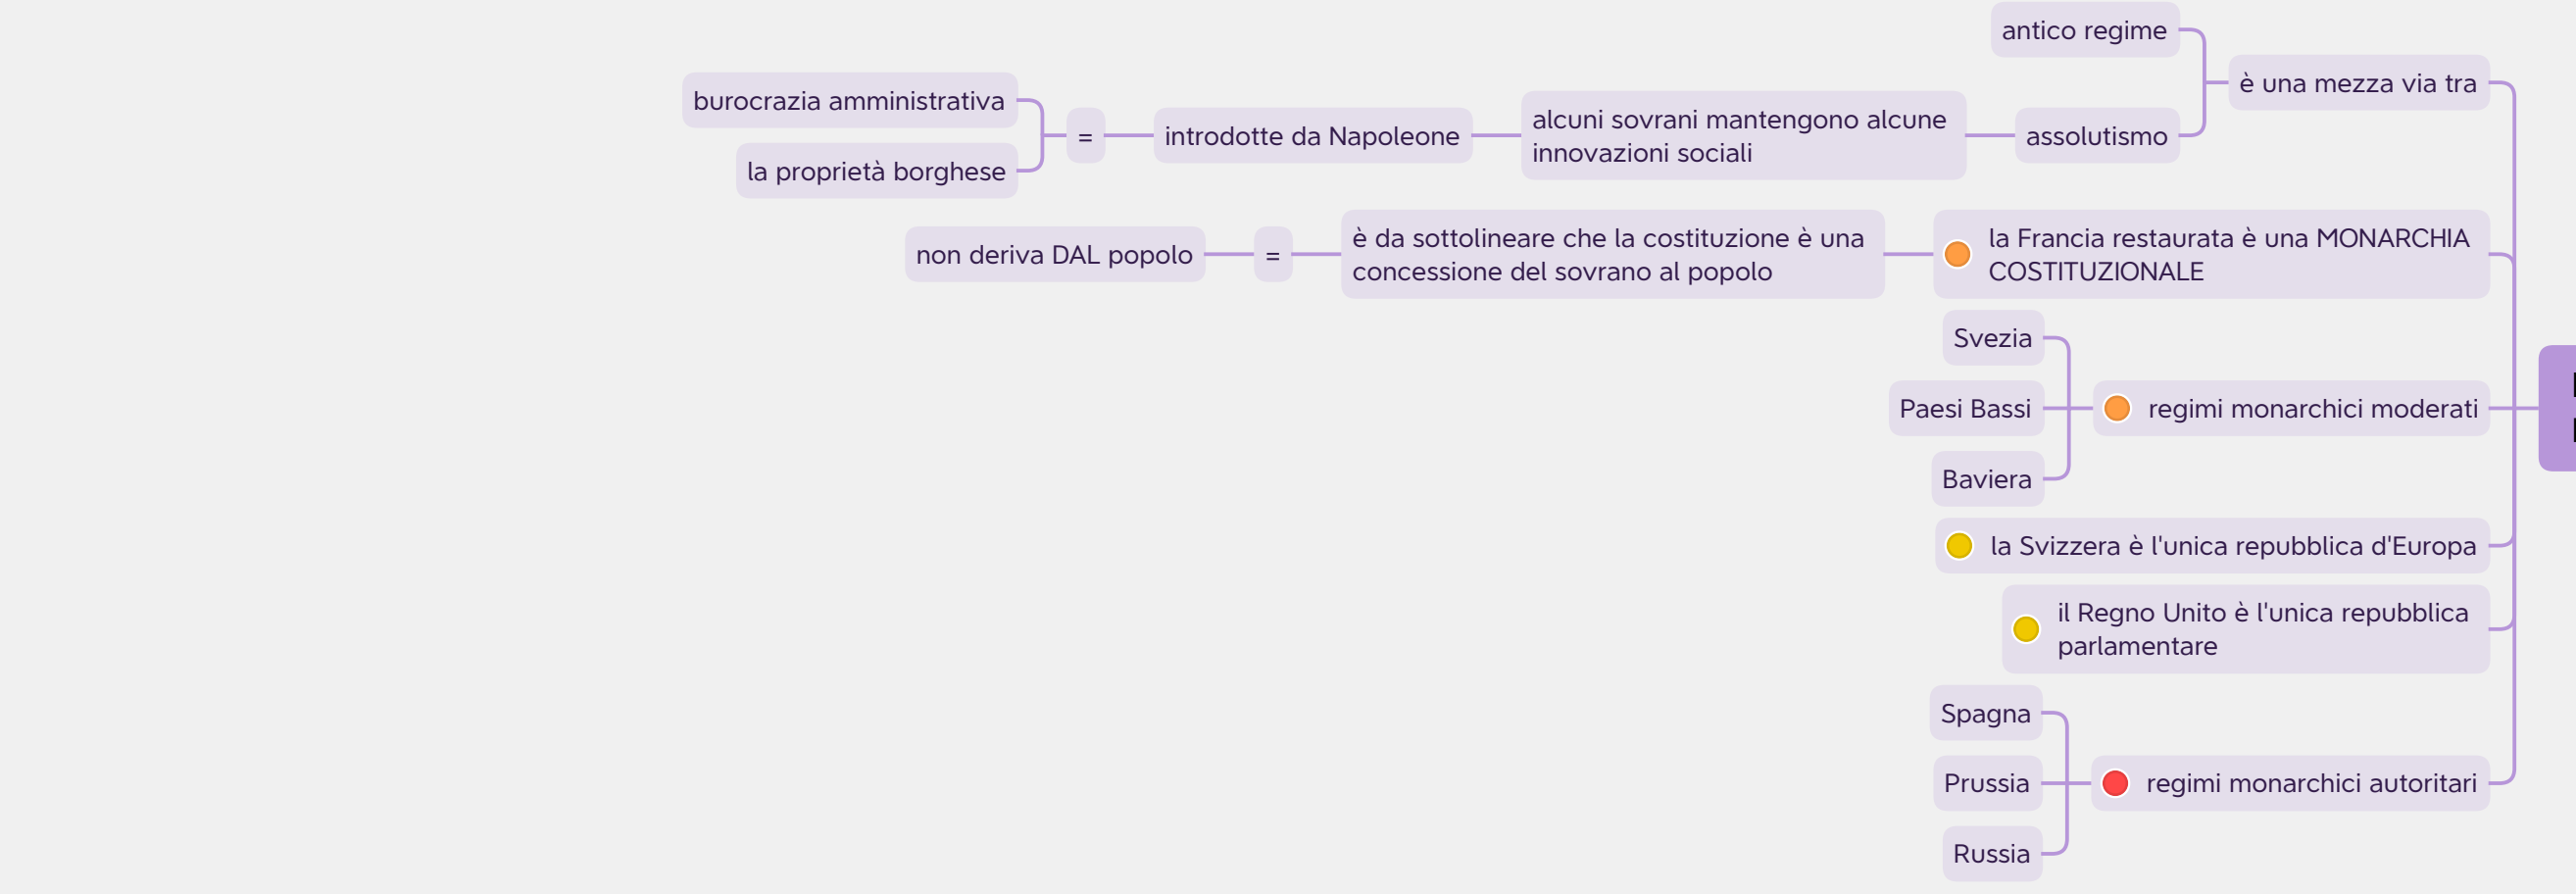 antico regime
è una mezza via tra
burocrazia amministrativa
=
introdotte da Napoleone
alcuni sovrani mantengono alcune
innovazioni sociali
assolutismo
la proprietà borghese
non deriva DAL popolo
=
è da sottolineare che la costituzione è una
concessione del sovrano al popolo
la Francia restaurata è una MONARCHIA
COSTITUZIONALE
Svezia
Paesi Bassi
regimi monarchici moderati
Baviera
la Svizzera è l'unica repubblica d'Europa
il Regno Unito è l'unica repubblica
parlamentare
Spagna
Prussia
regimi monarchici autoritari
Russia